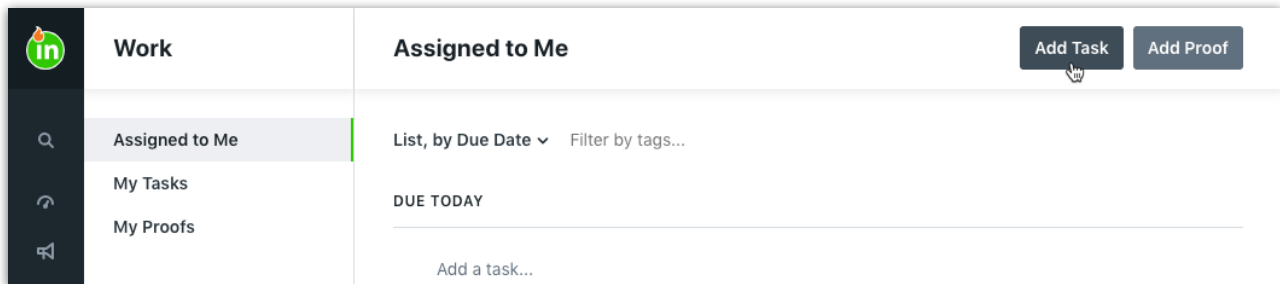 in
Work
Assigned to Me
Add Task
Add Proof
Assigned to Me
My Tasks
My Proofs
List, by Due Date
Filter by tags...
DUE TODAY
Add a task...